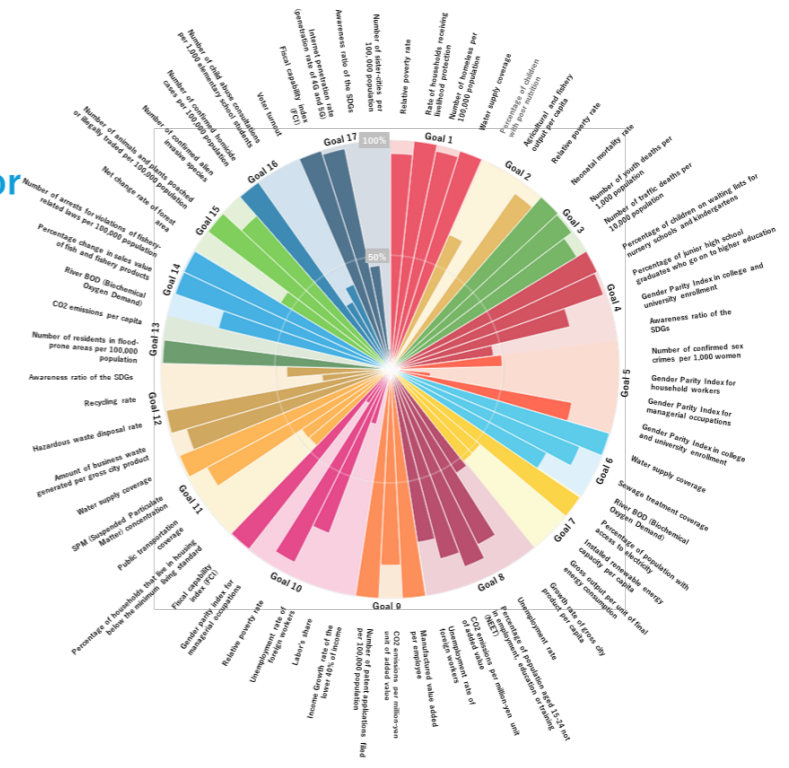 or
100%
50%
Goal 1
Goal 2
Goal 3
Goal 4
Goal 5
Goal 6
Goal 7
Goal 8
Goal 9
Goal 10
Goal 11
Goal 12
Goal 13
Goal 14
Goal 15
Goal 16
Goal 17
Relative poverty rate
Rate of households receiving
livelihood protection
Number of homeless per
100,000 population
Water supply coverage
Percentage of children
with poor nutrition
Agricultural and fishery
output per capita
Relative poverty rate
Neonatal mortality rate
Number of youth deaths per
1,000 population
Number of traffic deaths per
10,000 population
Percentage of children on waiting lists for
nursery schools and kindergartens
Percentage of junior high school
graduates who go on to higher education
Gender Parity Index in college and
university enrollment
Awareness ratio of the
SDGs
Number of confirmed sex
crimes per 1,000 women
Gender Parity Index for
household workers
Gender Parity Index for
managerial occupations
Gender Parity Index in college
and university enrollment
Water supply coverage
Sewage treatment coverage
River BOD (Biochemical
Oxygen Demand)
Percentage of population with
access to electricity
Installed renewable energy
capacity per capita
Gross output per unit of final
energy consumption
Growth rate of gross city
product per capita
Unemployment rate
Percentage of population aged 15-24 not
in employment, education or training
(NEET)
CO2 emissions per million-yen unit
of added value
Unemployment rate of
foreign workers
Manufactured value added
per employee
CO2 emissions per million-yen
unit of added value
Number of patent applications filed
per 100,000 population
Income Growth rate of the
lower 40% of income
Labor's share
Unemployment rate of
foreign workers
Relative poverty rate
Gender parity index for
managerial occupations
Fiscal capability
index (FCI)
Percentage of households that live in housing
below the minimum living standard
Public transportation
coverage
SPM (Suspended Particulate
Matter) concentration
Water supply coverage
Amount of business waste
generated per gross city product
Hazardous waste disposal rate
Recycling rate
Awareness ratio of the SDGs
Number of residents in flood-
prone areas per 100,000
population
CO2 emissions per capita
River BOD (Biochemical
Oxygen Demand)
Percentage change in sales value
of fish and fishery products
Number of arrests for violations of fishery-
related laws per 100,000 population
Net change rate of forest
area
Number of animals and plants poached
or illegally traded per 100,000 population
Number of confirmed alien
invasive species
Number of confirmed homicide
cases per 100,000 population
Number of child abuse consultations
per 1,000 elementary school students
Voter turnout
Fiscal capability index
(FCI)
Internet penetration rate
(penetration rate of 4G and 5G)
Awareness ratio of the SDGs
Number of sister-cities per
100,000 population